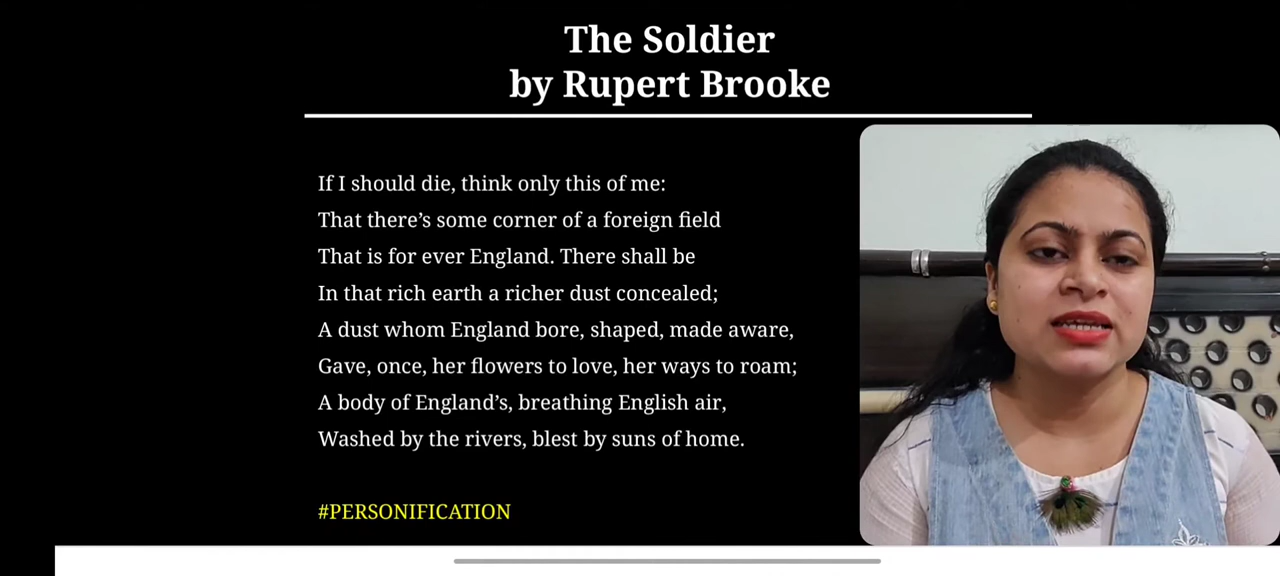 The Soldier
by Rupert Brooke
If I should die, think only this of me:
That there’s some corner of a foreign field
That is for ever England. There shall be
In that rich earth a richer dust concealed;
A dust whom England bore, shaped, made aware,
Gave, once, her flowers to love, her ways to roam;
A body of England’s, breathing English air,
Washed by the rivers, blest by suns of home.
#PERSONIFICATION